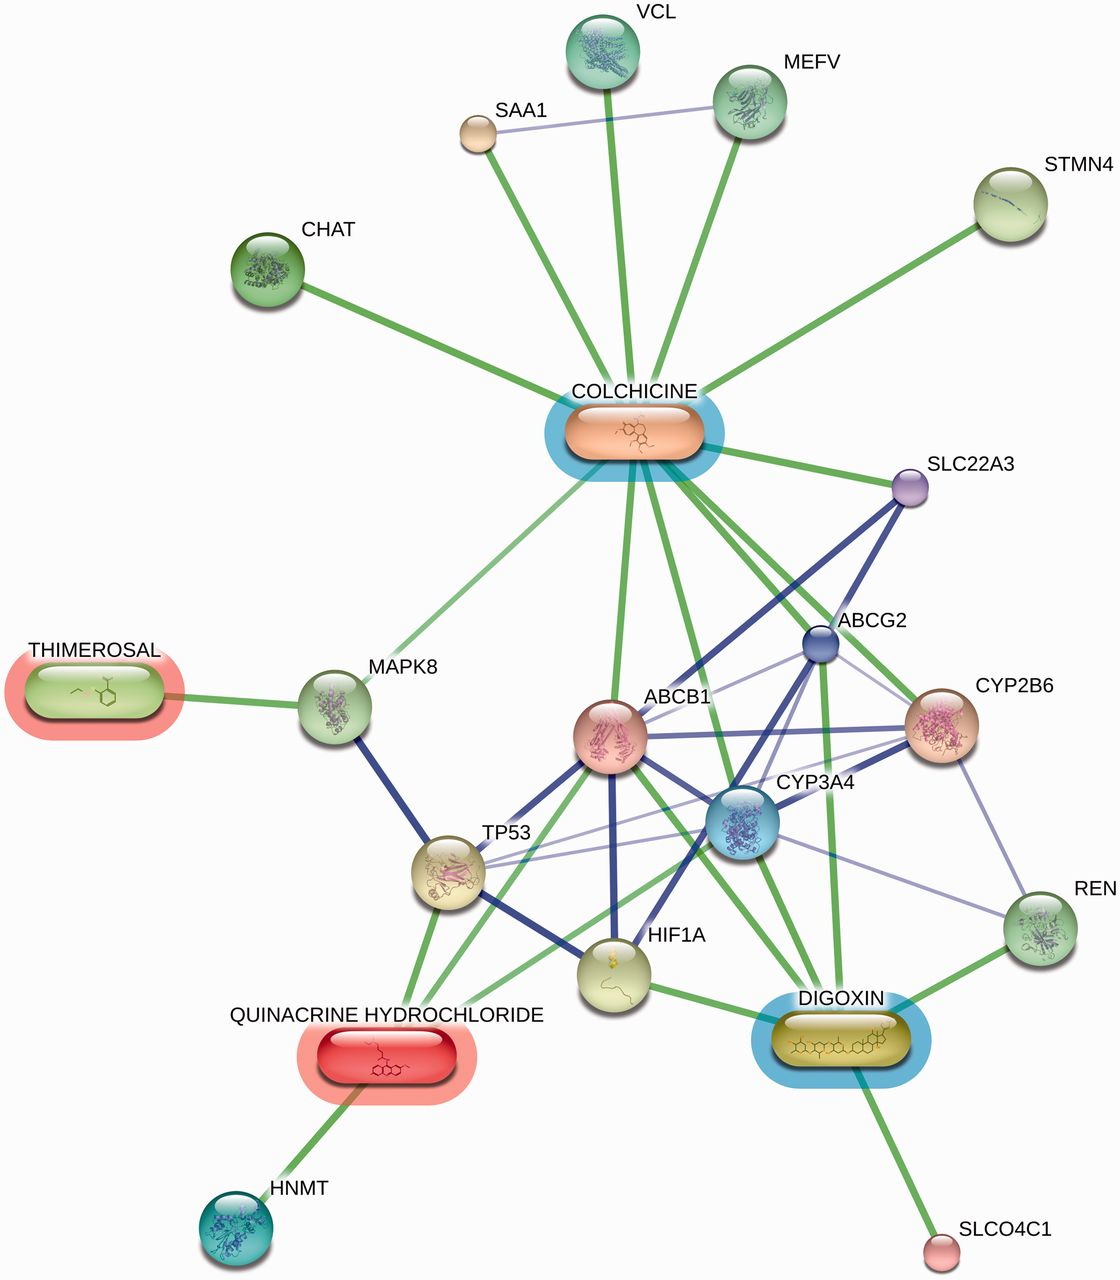 VCL
MEFV
SAA1
STMN4
CHAT
COLCHICINE
SLC22A3
ABCG2
THIMEROSAL
MAPK8
CYP2B6
ABCB1
CYP3A4
TP53
REN
HIF1A
DIGOXIN
QUINACRINE HYDROCHLORIDE
HNMT
SLCO4C1